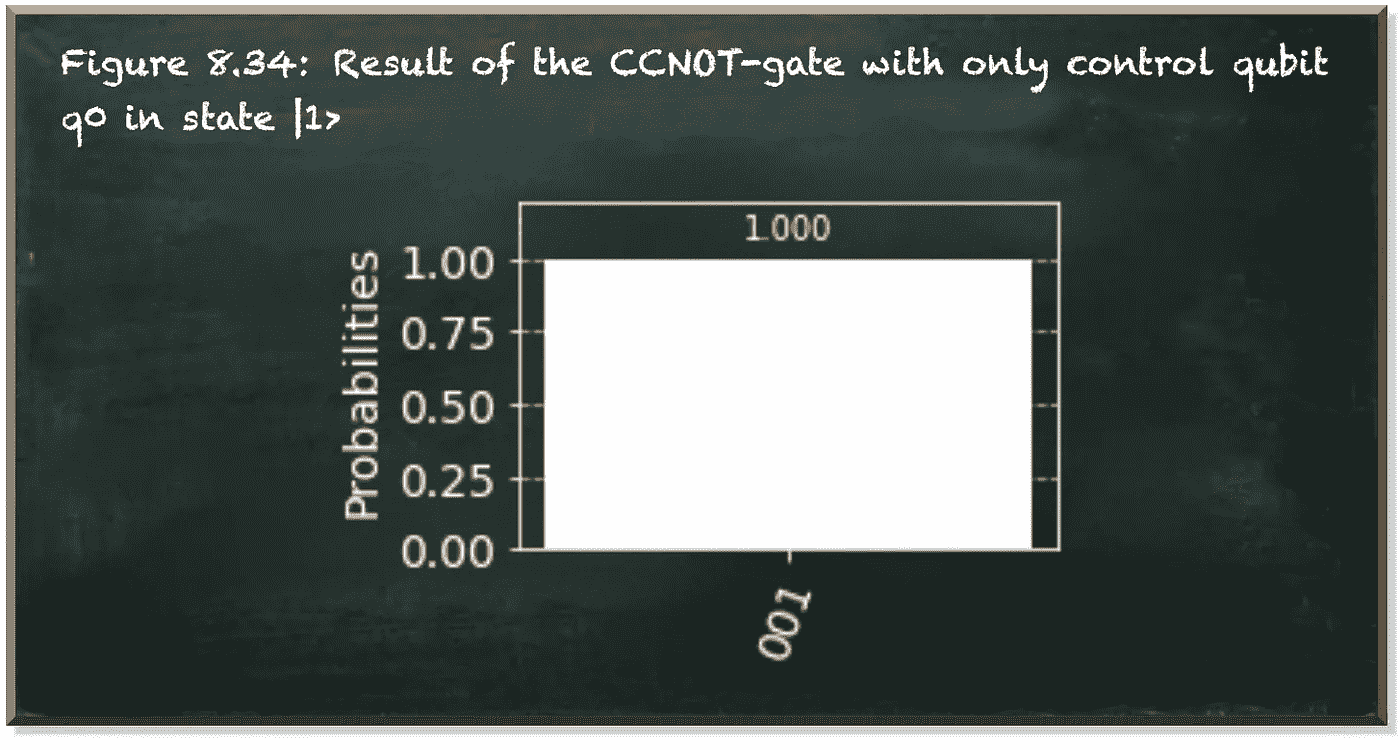 Figure 8.34: Result of the CCNOT-gate with only control qubit
q0 in state |1>
1.000
Probabilities
1.00
0.75
0.50
0.25
0.00
001